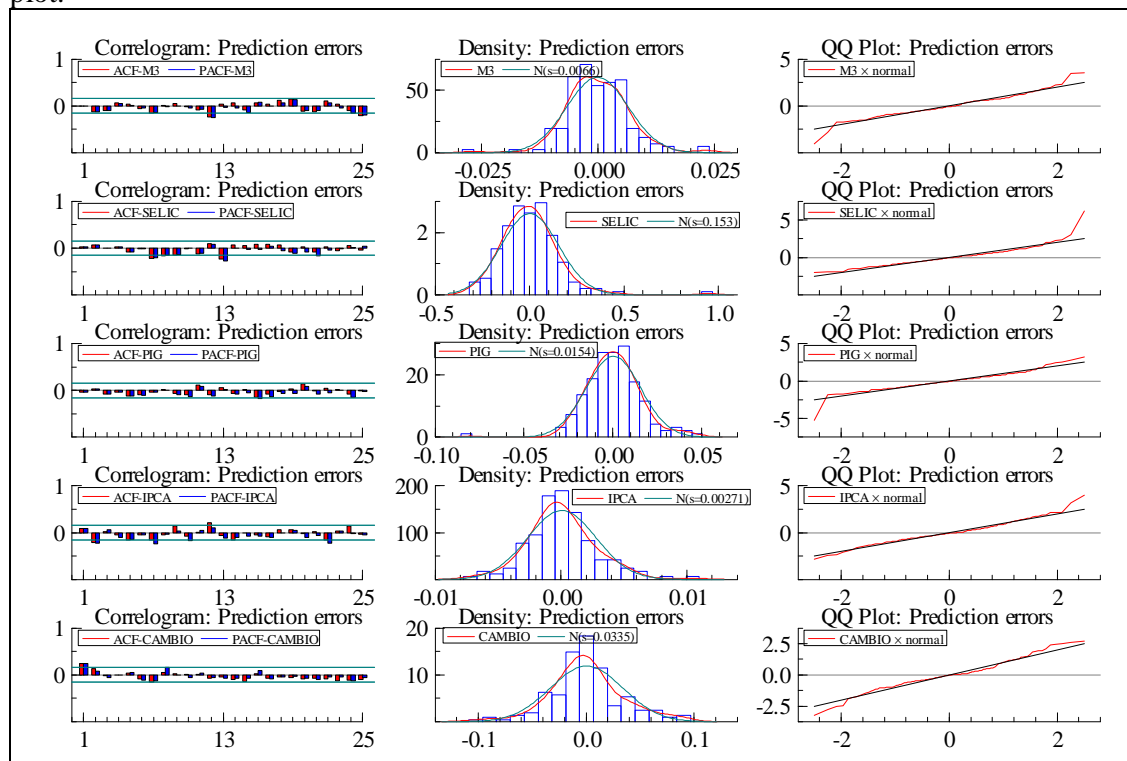 plot.
Correlogram: Prediction errors
ACF-M3 PACF-M3
1
0
1 13 25
Density: Prediction errors
M3 N(s=0.0066)
50
0
-0.025 0.000 0.025
QQ Plot: Prediction errors
M3 × normal
5
0
-2 0 2
Correlogram: Prediction errors
ACF-SELIC PACF-SELIC
1
0
1 13 25
Density: Prediction errors
SELIC N(s=0.153)
2
0
-0.5 0.0 0.5 1.0
QQ Plot: Prediction errors
SELIC × normal
5
0
-2 0 2
Correlogram: Prediction errors
ACF-PIG PACF-PIG
1
0
1 13 25
Density: Prediction errors
PIG N(s=0.0154)
20
0
-0.10 -0.05 0.00 0.05
QQ Plot: Prediction errors
PIG × normal
5
0
-5
-2 0 2
Correlogram: Prediction errors
ACF-IPCA PACF-IPCA
1
0
1 13 25
Density: Prediction errors
IPCA N(s=0.00271)
200
100
0
-0.01 0.00 0.01
QQ Plot: Prediction errors
IPCA × normal
5
0
-2 0 2
Correlogram: Prediction errors
ACF-CAMBIO PACF-CAMBIO
1
0
1 13 25
Density: Prediction errors
CAMBIO N(s=0.0335)
20
10
0
-0.1 0.0 0.1
QQ Plot: Prediction errors
CAMBIO × normal
2.5
0.0
-2.5
-2 0 2